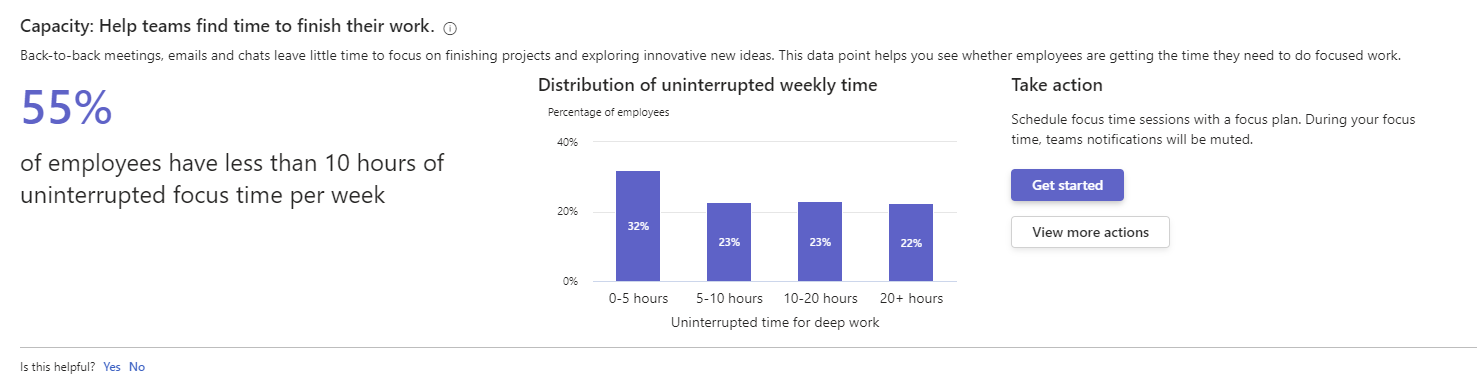 Capacity: Help teams find time to finish their work.
Back-to-back meetings, emails and chats leave little time to focus on finishing projects and exploring innovative new ideas. This data point helps you see whether employees are getting the time they need to do focused work.
55%
of employees have less than 10 hours of
uninterrupted focus time per week
Distribution of uninterrupted weekly time
Percentage of employees
40%
20%
0%
32%
23%
23%
22%
0-5 hours
5-10 hours
10-20 hours
20+ hours
Uninterrupted time for deep work
Take action
Schedule focus time sessions with a focus plan. During your focus
time, teams notifications will be muted.
Get started
View more actions
Is this helpful? Yes No